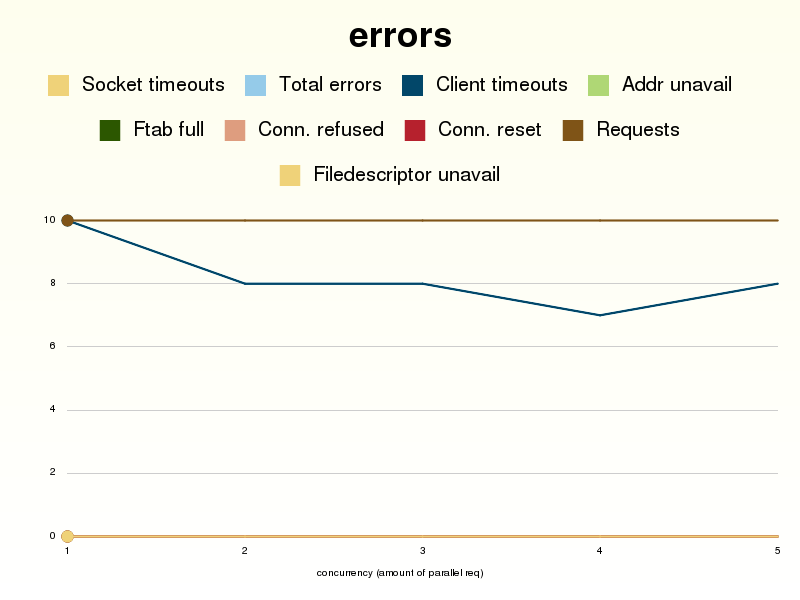 errors
Socket timeouts Total errors Client timeouts Addr unavail
Ftab full Conn. refused Conn. reset Requests
Filedescriptor unavail
10
8
6
4
2
0
1 2 3 4 5
concurrency (amount of parallel req)